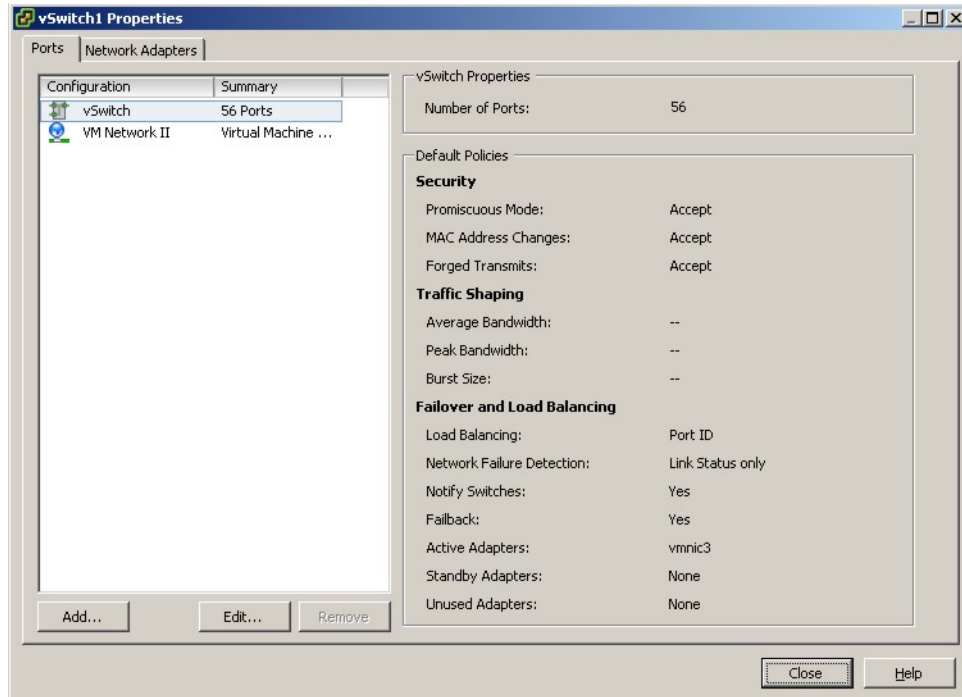 vSwitch1 Properties
Ports Network Adapters
Configuration Summary
vSwitch 56 Ports
VM Network II Virtual Machine ...
vSwitch Properties
Number of Ports: 56
Default Policies
Security
Promiscuous Mode: Accept
MAC Address Changes: Accept
Forged Transmits: Accept
Traffic Shaping
Average Bandwidth: --
Peak Bandwidth: --
Burst Size: --
Failover and Load Balancing
Load Balancing: Port ID
Network Failure Detection: Link Status only
Notify Switches: Yes
Failback: Yes
Active Adapters: vmnic3
Standby Adapters: None
Unused Adapters: None
Add... Edit... Remove
Close Help